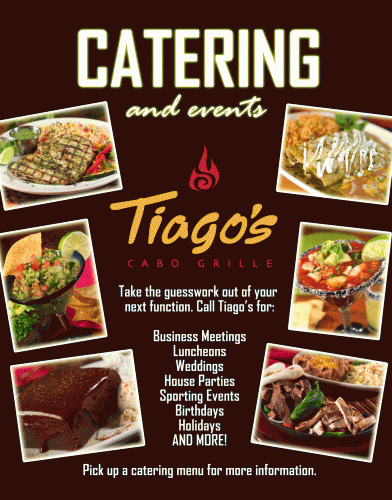 CATERING
and events
Tiago's
CABO GRILLE
Take the guesswork out of your
next function. Call Tiago's for:
Business Meetings
Luncheons
Weddings
House Parties
Sporting Events
Birthdays
Holidays
AND MORE!
Pick up a catering menu for more information.